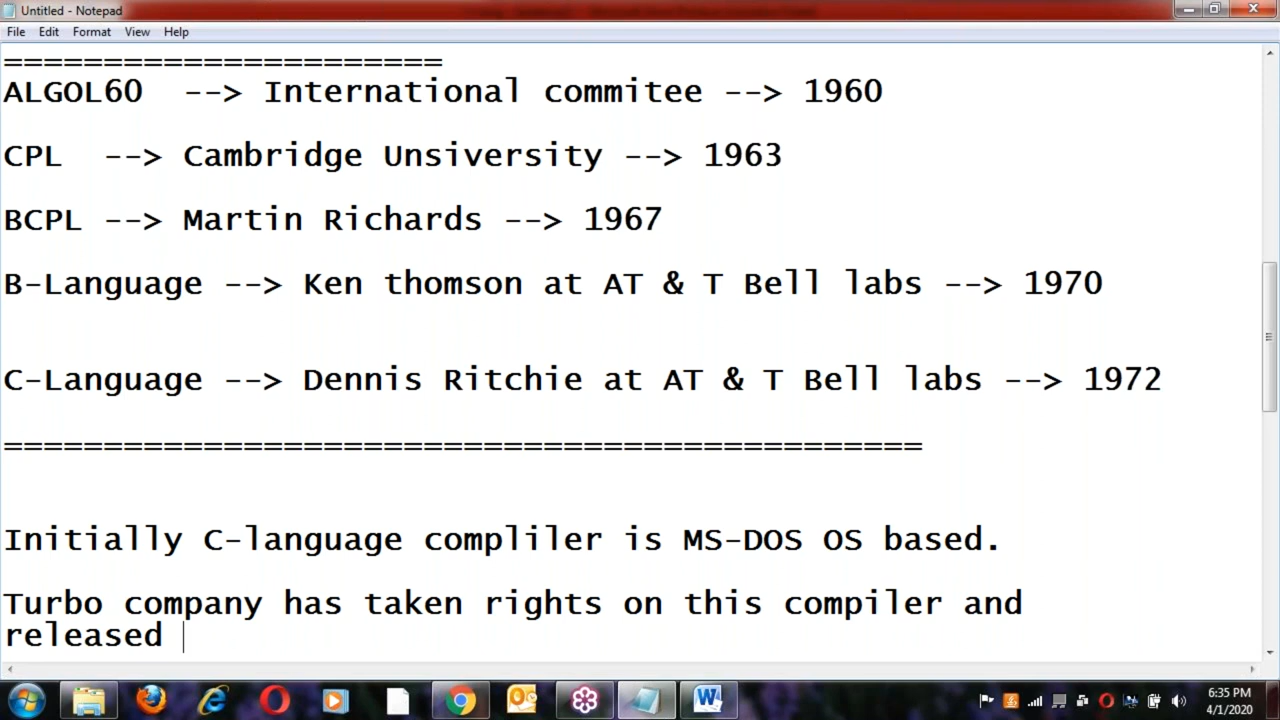 Untitled - Notepad
File Edit Format View Help
======================
ALGOL60 --> International commitee --> 1960
CPL --> Cambridge Unsiversity --> 1963
BCPL --> Martin Richards --> 1967
B-Language --> Ken thomson at AT & T Bell labs --> 1970
C-Language --> Dennis Ritchie at AT & T Bell labs --> 1972
==============================================
Initially C-language compliler is MS-DOS OS based.
Turbo company has taken rights on this compiler and
released
6:35 PM
4/1/2020